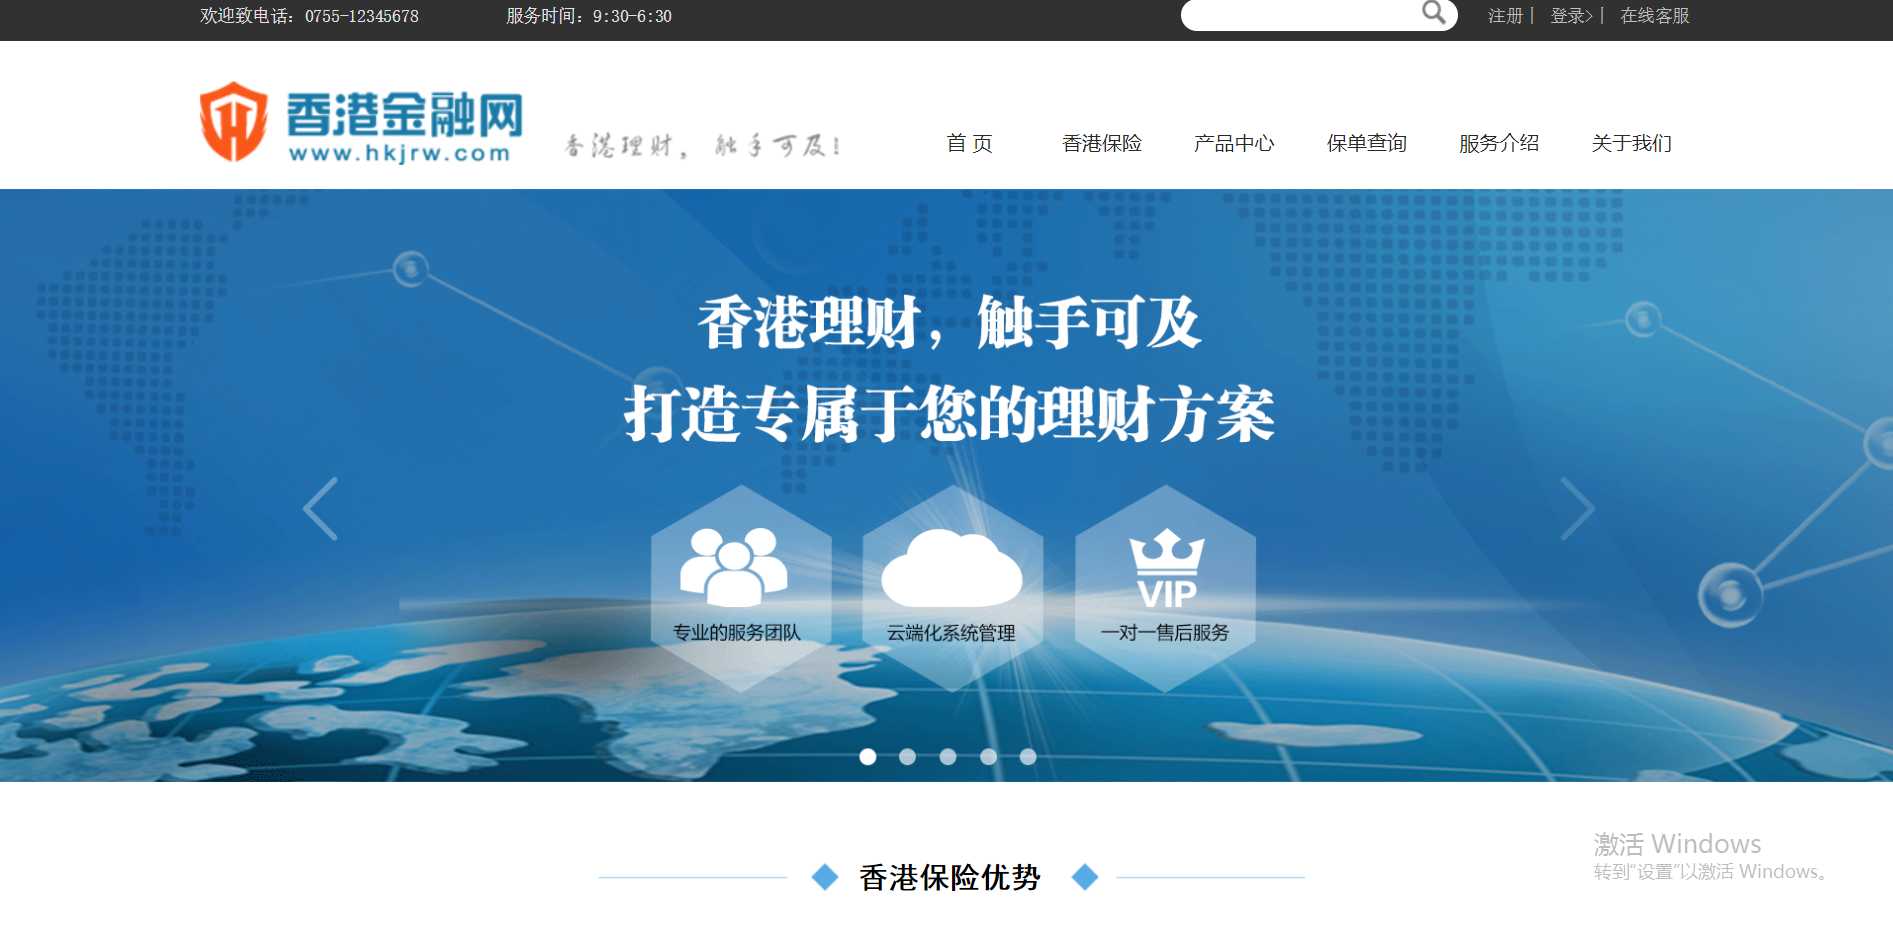 欢迎致电话：0755-12345678 服务时间：9:30-6:30 注册| 登录>| 在线客服
香港金融网
www.hkjrw.com
香港理财，触手可及！
首 页 香港保险 产品中心 保单查询 服务介绍 关于我们
香港理财，触手可及
打造专属于您的理财方案
VIP
专业的服务团队 云端化系统管理 一对一售后服务
香港保险优势
激活 Windows
转到“设置”以激活 Windows。